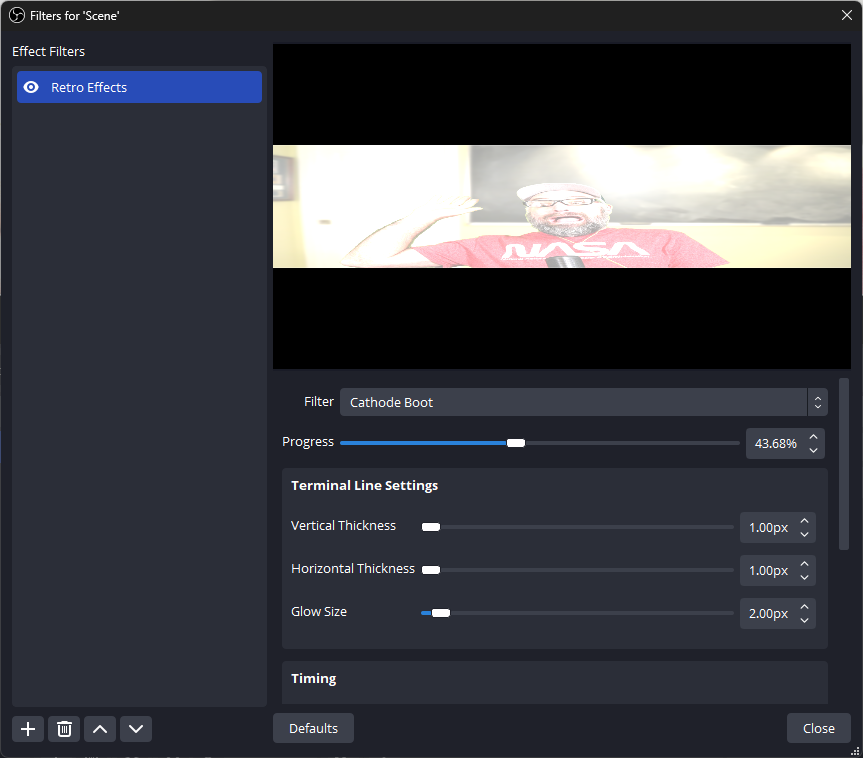 Filters for 'Scene'
Effect Filters
Retro Effects
NASA
Filter
Cathode Boot
Progress
43.68%
Terminal Line Settings
Vertical Thickness
1.00px
Horizontal Thickness
1.00px
Glow Size
2.00px
Timing
Defaults
Close